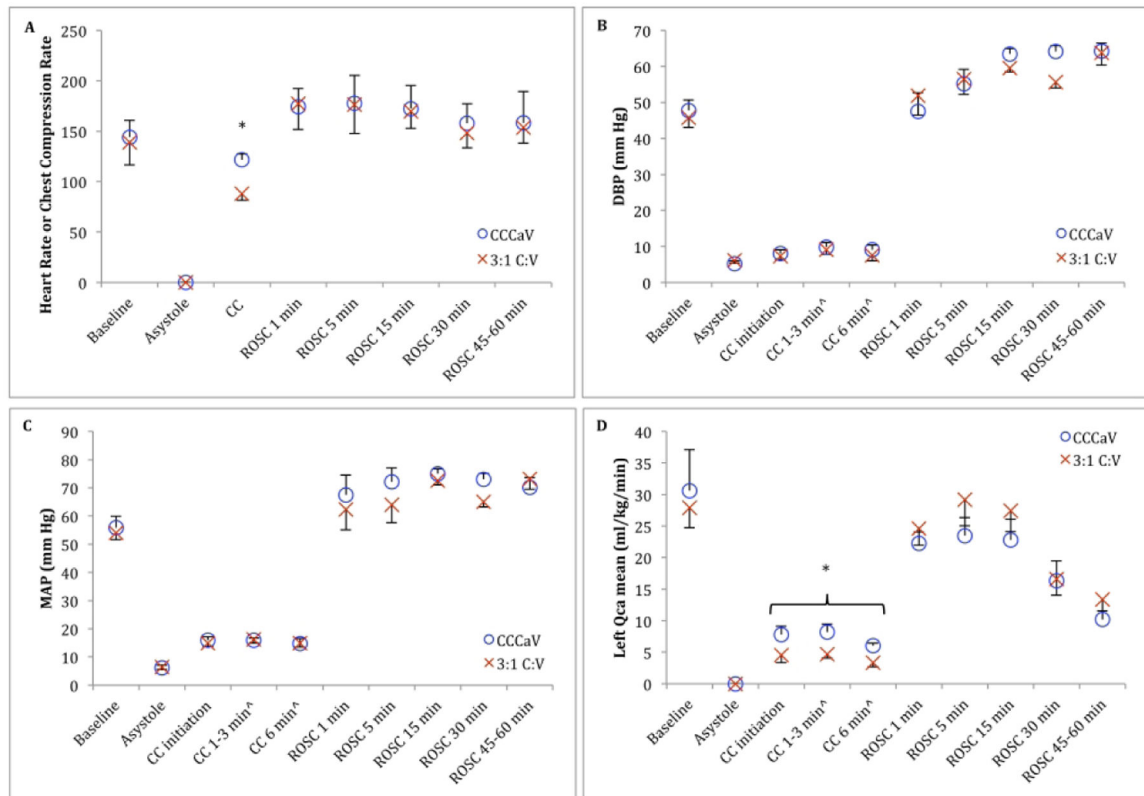 A
Heart Rate or Chest Compression Rate
250
200
150
100
50
0
*
CCCaV
3:1 C:V
Baseline
Asystole
CC
ROSC 1 min
ROSC 5 min
ROSC 15 min
ROSC 30 min
ROSC 45-60 min
B
DBP (mm Hg)
70
60
50
40
30
20
10
0
CCCaV
3:1 C:V
Baseline
Asystole
CC initiation
CC 1-3 min^
CC 6 min^
ROSC 1 min
ROSC 5 min
ROSC 15 min
ROSC 30 min
ROSC 45-60 min
C
MAP (mm Hg)
90
80
70
60
50
40
30
20
10
0
CCCaV
3:1 C:V
Baseline
Asystole
CC initiation
CC 1-3 min^
CC 6 min^
ROSC 1 min
ROSC 5 min
ROSC 15 min
ROSC 30 min
ROSC 45-60 min
D
Left Qca mean (ml/kg/min)
40
35
30
25
20
15
10
5
0
CCCaV
3:1 C:V
*
Baseline
Asystole
CC initiation
CC 1-3 min^
CC 6 min^
ROSC 1 min
ROSC 5 min
ROSC 15 min
ROSC 30 min
ROSC 45-60 min